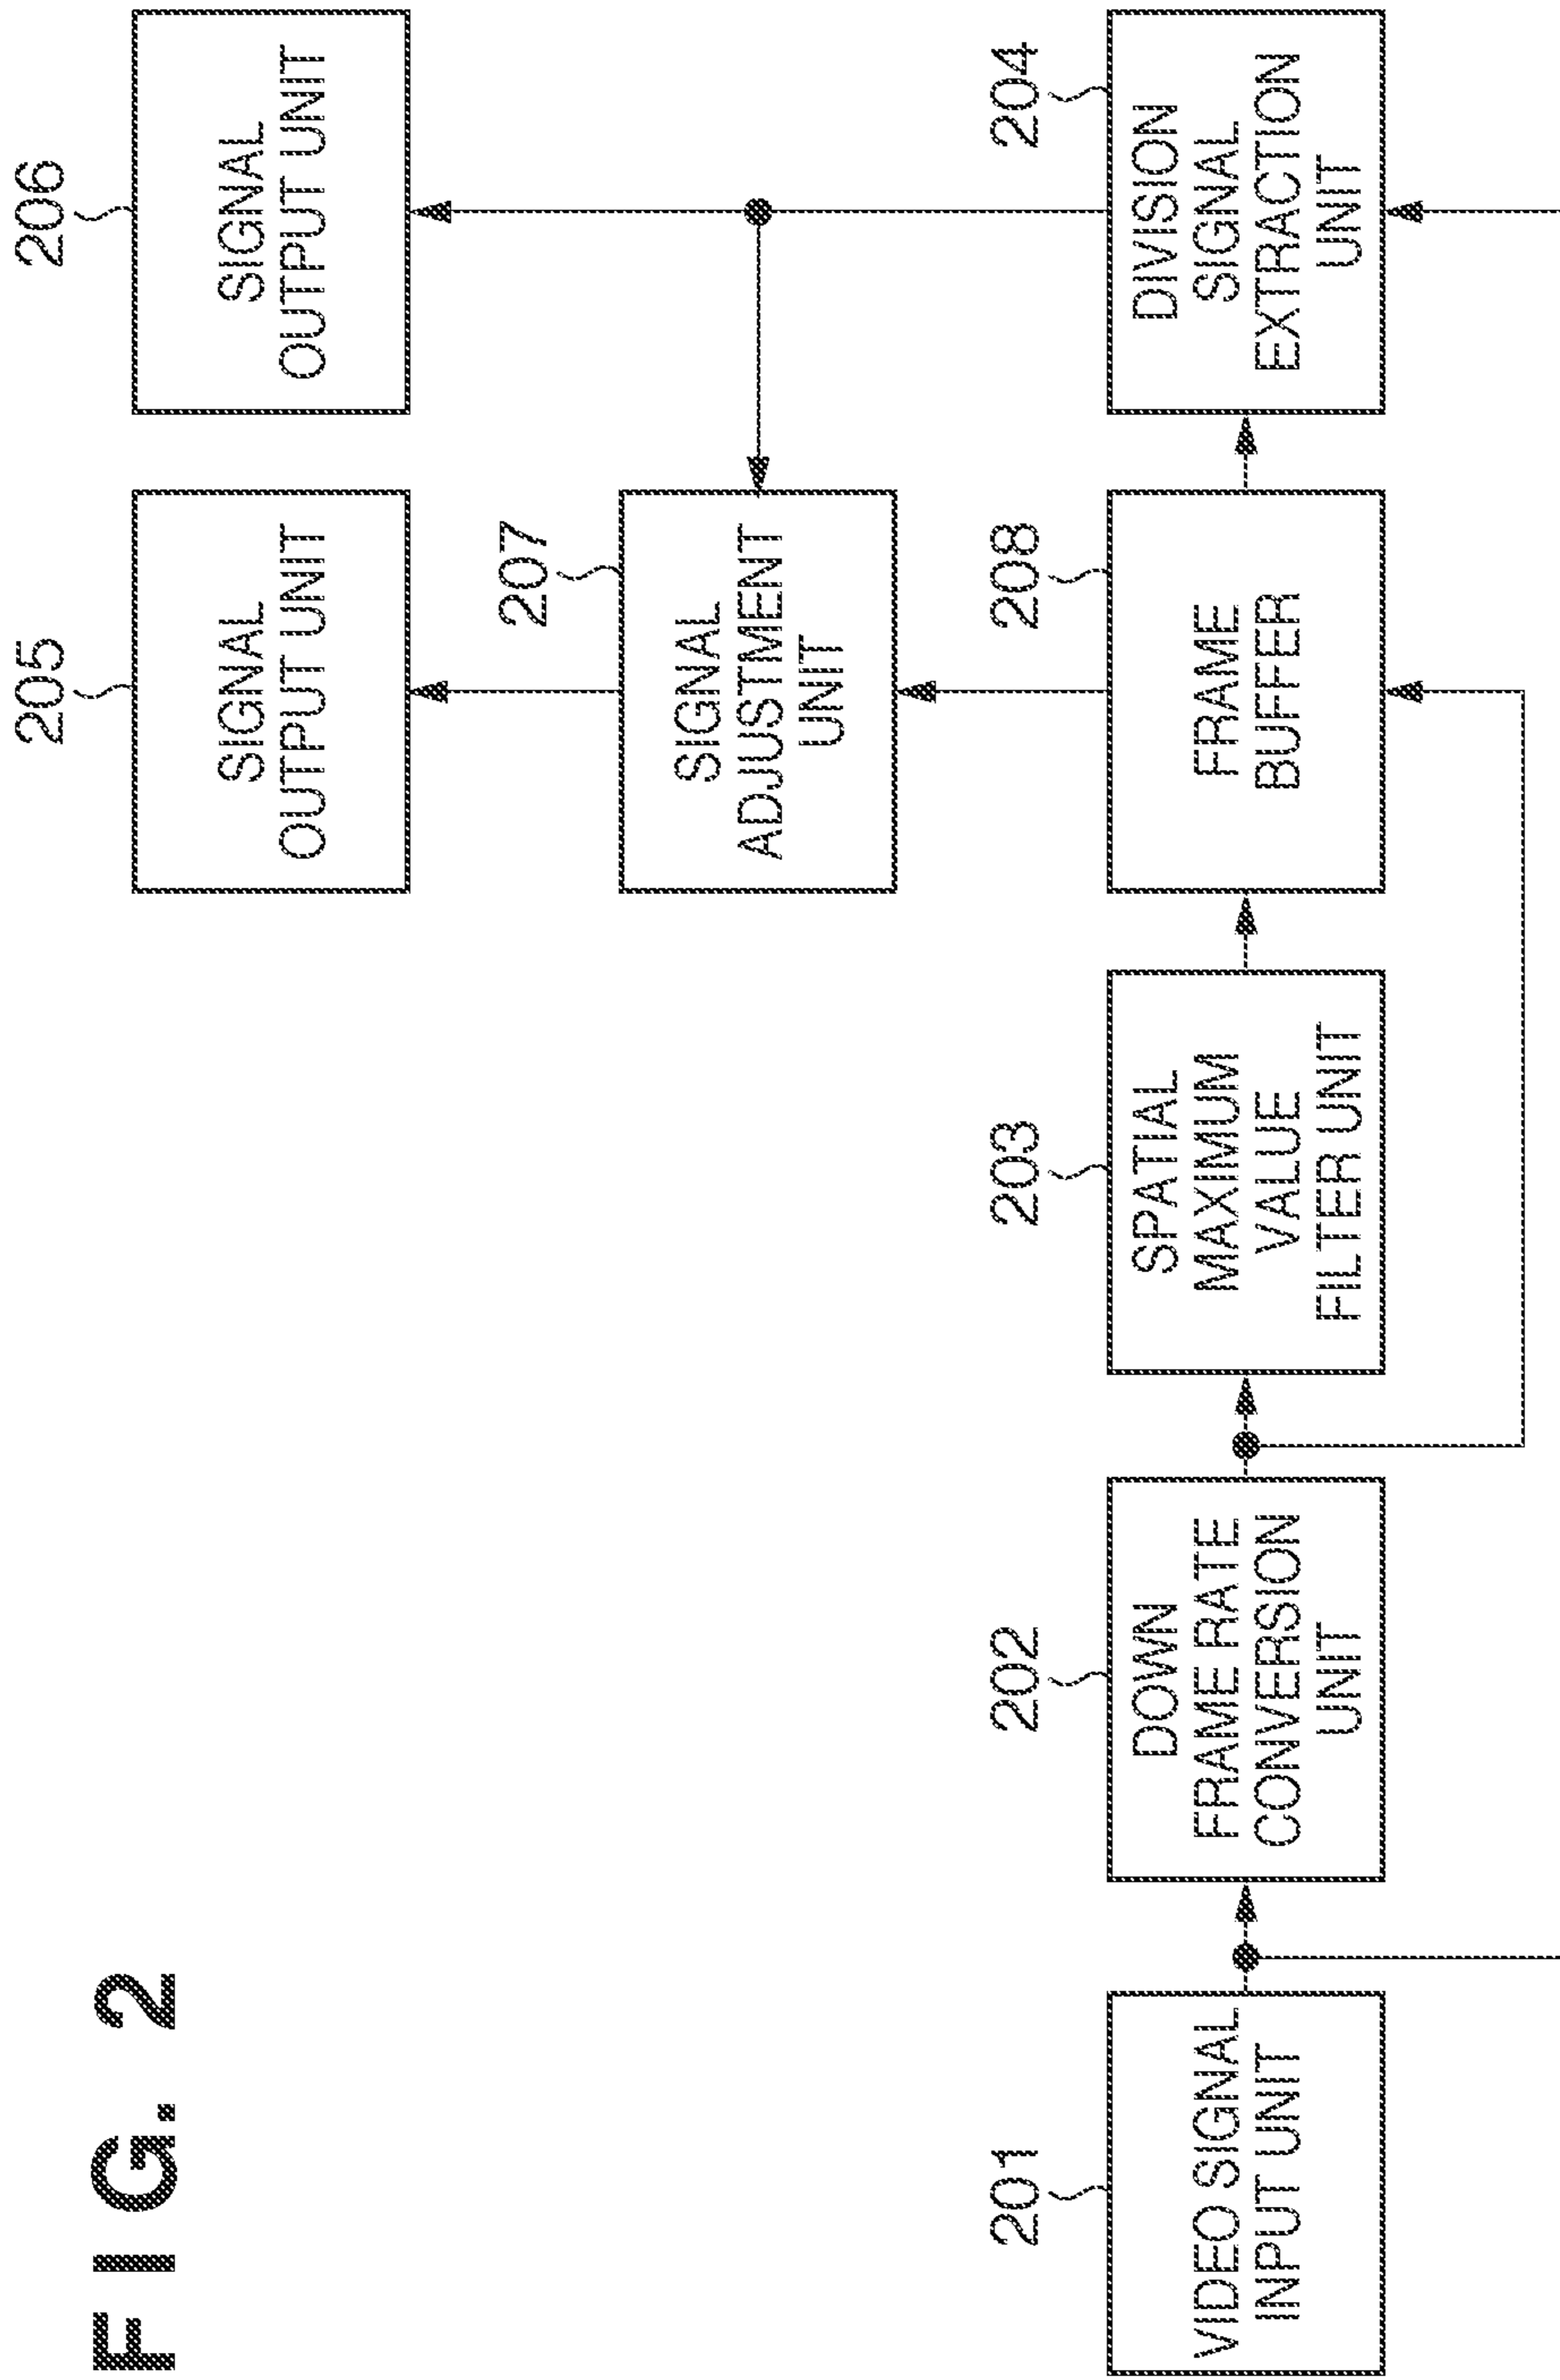 FIG. 2
206
SIGNAL
OUTPUT UNIT
205
SIGNAL
OUTPUT UNIT
207
SIGNAL
ADJUSTMENT
UNIT
201
VIDEO SIGNAL
INPUT UNIT
202
DOWN
FRAME RATE
CONVERSION
UNIT
203
SPATIAL
MAXIMUM
VALUE
FILTER UNIT
208
FRAME
BUFFER
204
DIVISION
SIGNAL
EXTRACTION
UNIT